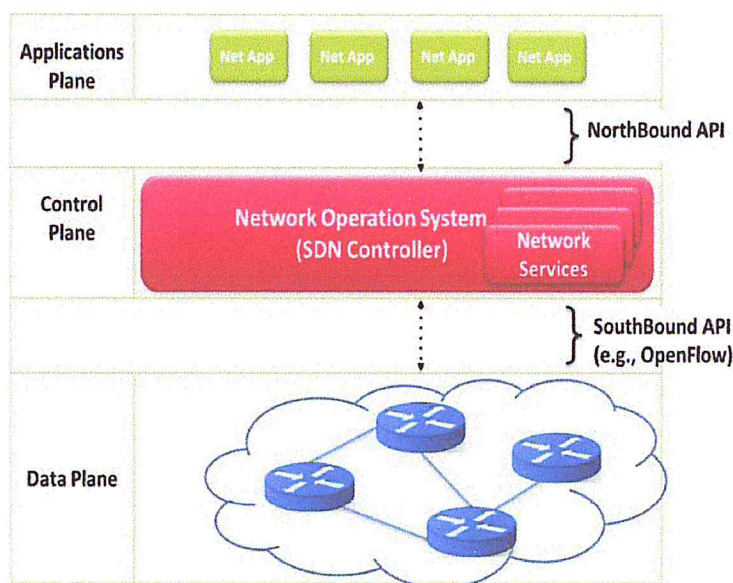 Applications
Plane
Net App
Net App
Net App
Net App
NorthBound API
Control
Plane
Network Operation System
(SDN Controller)
Network
Services
SouthBound API
(e.g., OpenFlow)
Data Plane